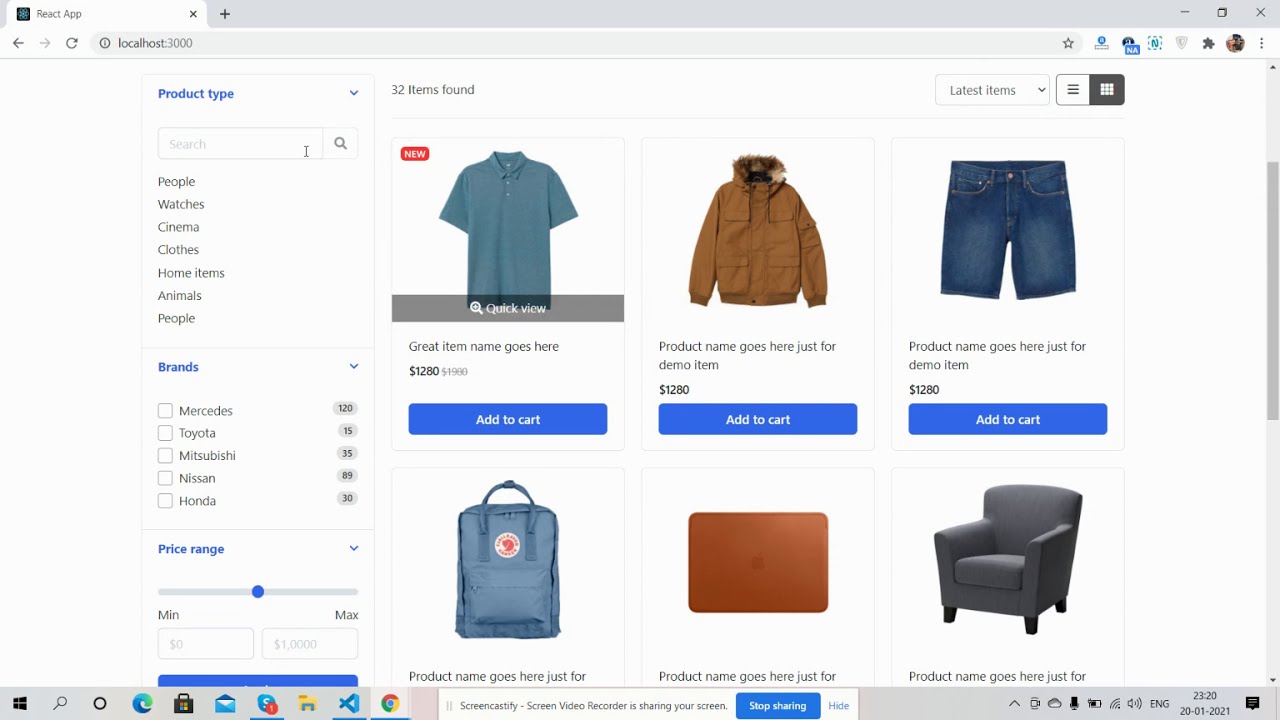 React App
localhost:3000
NA
Product type
Search
People
Watches
Cinema
Clothes
Home items
Animals
People
Brands
Mercedes 120
Toyota 15
Mitsubishi 35
Nissan 89
Honda 30
Price range
Min Max
$0 $1,0000
32 Items found
Latest items
NEW
Quick view
Great item name goes here
$1280 $1980
Add to cart
Product name goes here just for
demo item
$1280
Add to cart
Product name goes here just for
demo item
$1280
Add to cart
Product name goes here just for
Product name goes here just for
Product name goes here just for
Screencastify - Screen Video Recorder is sharing your screen.
Stop sharing
Hide
ENG
23:20
20-01-2021